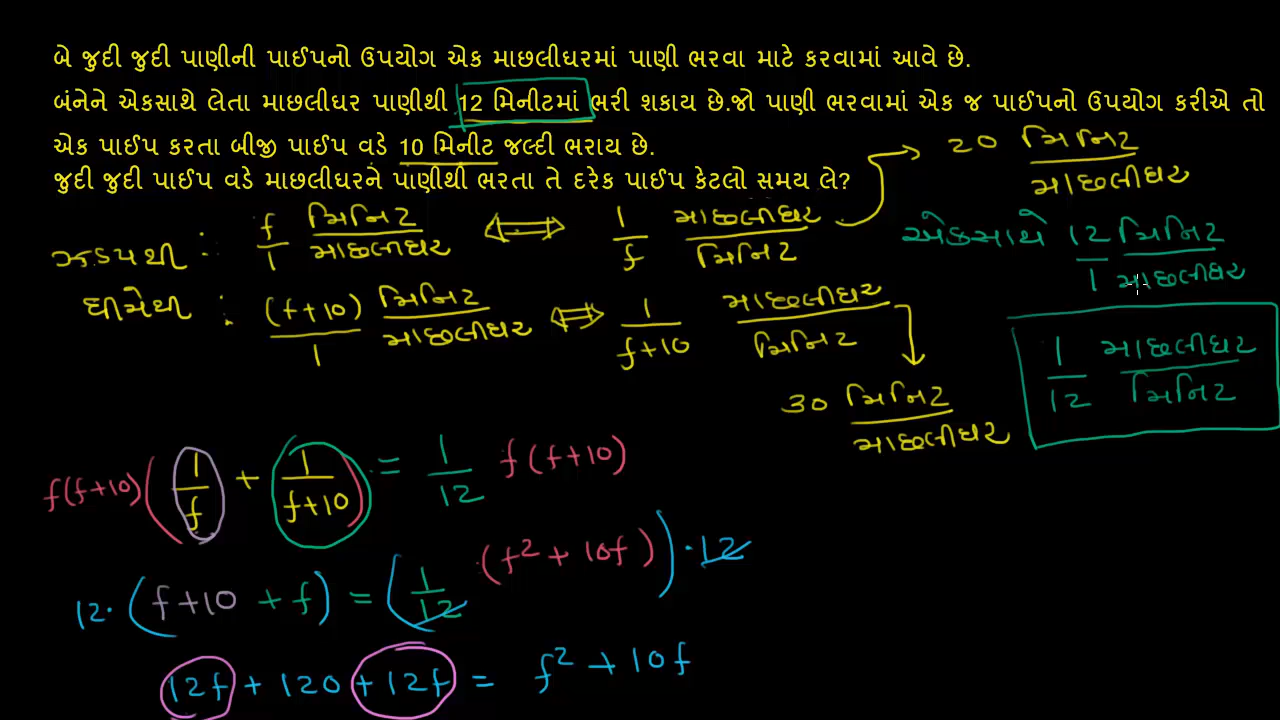 બે જુદી જુદી પાણીની પાઈપનો ઉપયોગ એક માછલીઘરમાં પાણી ભરવા માટે કરવામાં આવે છે.
બંનેને એકસાથે લેતા માછલીઘર પાણીથી 12 મિનીટમાં ભરી શકાય છે.જો પાણી ભરવામાં એક જ પાઈપનો ઉપયોગ કરીએ તો
એક પાઈપ કરતા બીજી પાઈપ વડે 10 મિનીટ જલ્દી ભરાય છે.
જુદી જુદી પાઈપ વડે માછલીઘરને પાણીથી ભરતા તે દરેક પાઈપ કેટલો સમય લે?
20 મિનિટ/માછલીઘર
ઝડપથી : f/1 મિનિટ/માછલીઘર ⟺ 1/f માછલીઘર/મિનિટ
એકસાથે 12/1 મિનિટ/માછલીઘર
ધીમેથી : (f+10)/1 મિનિટ/માછલીઘર ⟺ 1/f+10 માછલીઘર/મિનિટ
1/12 માછલીઘર/મિનિટ
30 મિનિટ/માછલીઘર
f(f+10) (1/f + 1/f+10) = 1/12 f(f+10)
12· (f+10 + f) = (1/12 (f² + 10f)) · 12
12f + 120 + 12f = f² + 10f